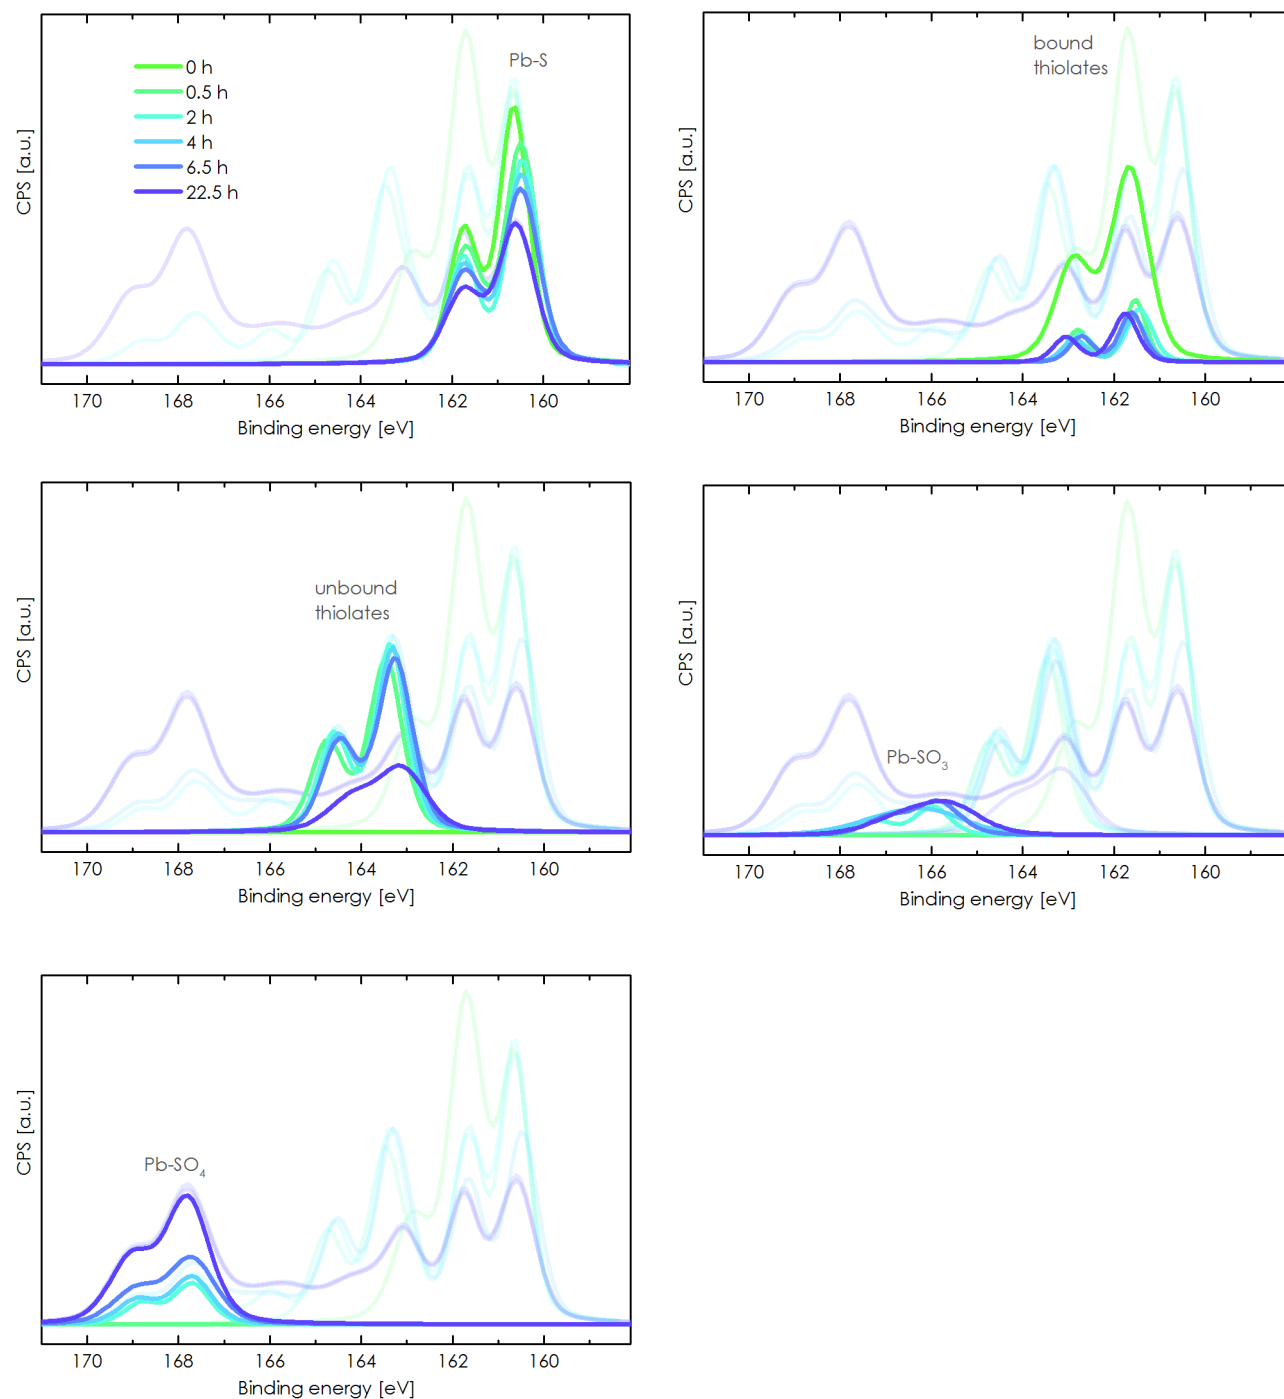 Pb-S
0 h
0.5 h
2 h
4 h
6.5 h
22.5 h
CPS [a.u.]
170 168 166 164 162 160
Binding energy [eV]
bound
thiolates
CPS [a.u.]
170 168 166 164 162 160
Binding energy [eV]
unbound
thiolates
CPS [a.u.]
170 168 166 164 162 160
Binding energy [eV]
Pb-SO₃
CPS [a.u.]
170 168 166 164 162 160
Binding energy [eV]
Pb-SO₄
CPS [a.u.]
170 168 166 164 162 160
Binding energy [eV]